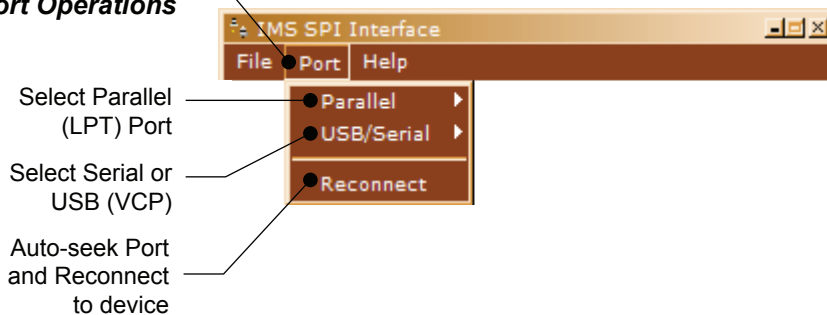 ort Operations
IMS SPI Interface
File Port Help
Select Parallel
(LPT) Port
Parallel
USB/Serial
Select Serial or
USB (VCP)
Reconnect
Auto-seek Port
and Reconnect
to device